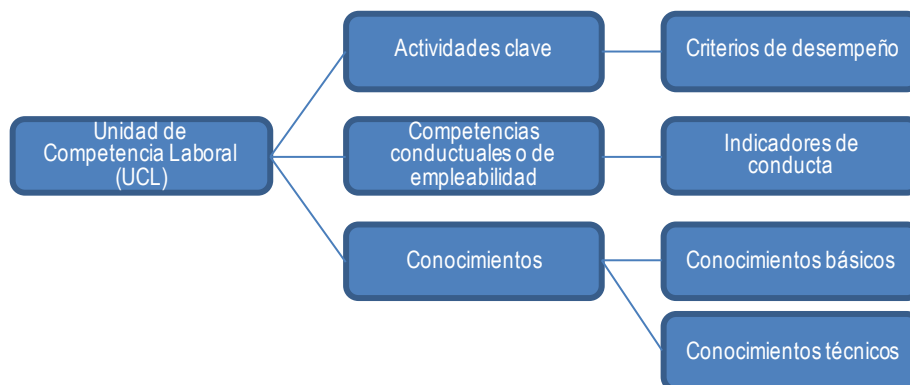 Actividades clave
Criterios de desempeño
Unidad de
Competencia Laboral
(UCL)
Competencias
conductuales o de
empleabilidad
Indicadores de
conducta
Conocimientos
Conocimientos básicos
Conocimientos técnicos